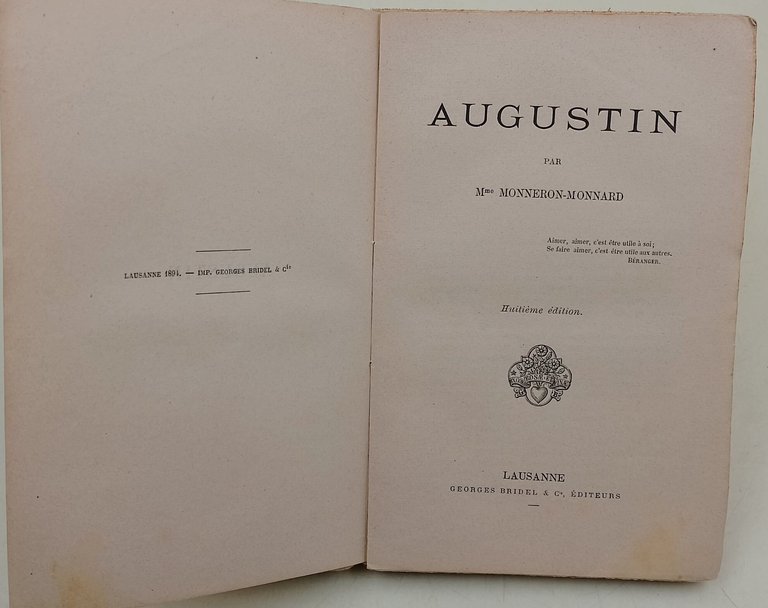 LAUSANNE 1894. — IMP. GEORGES BRIDEL & Cie
AUGUSTIN
PAR
Mme MONNERON-MONNARD
Aimer, aimer, c'est être utile à soi;
Se faire aimer, c'est être utile aux autres.
BÉRANGER.
Huitième édition.
LAUSANNE
GEORGES BRIDEL & Ce, ÉDITEURS